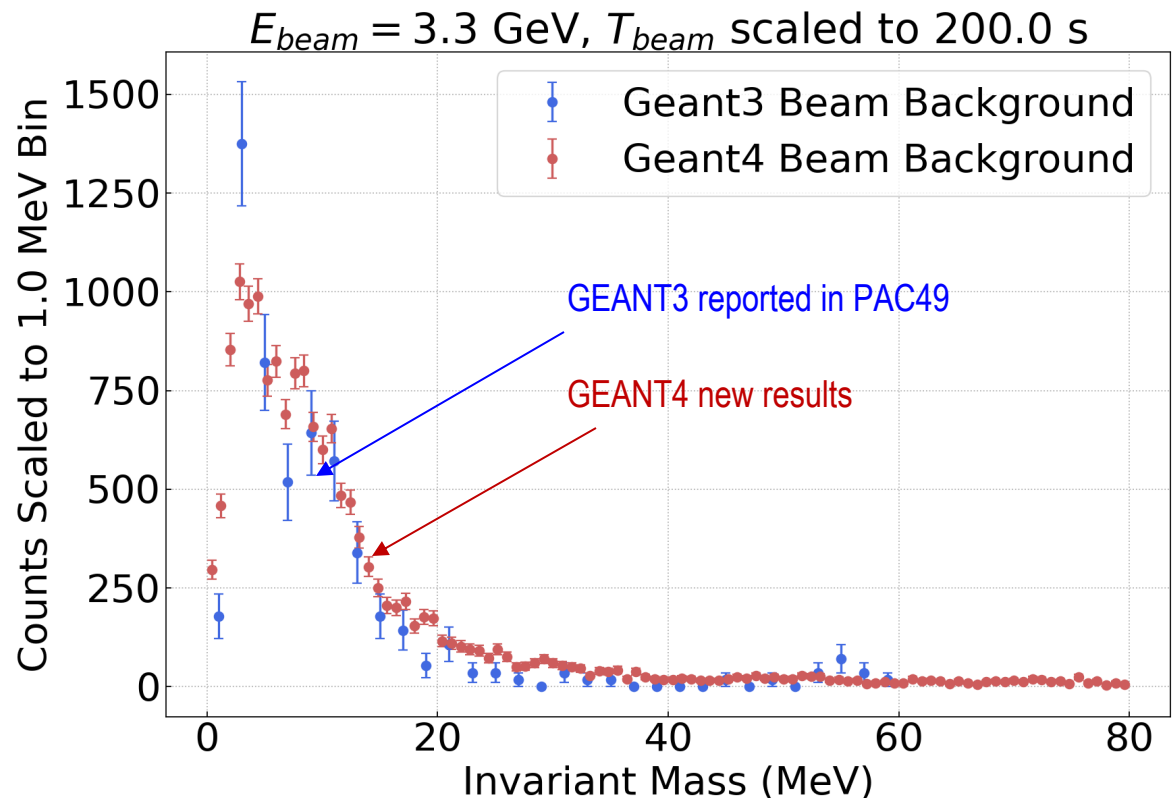 E_beam = 3.3 GeV, T_beam scaled to 200.0 s
Counts Scaled to 1.0 MeV Bin
1500
1250
1000
750
500
250
0
Geant3 Beam Background
Geant4 Beam Background
GEANT3 reported in PAC49
GEANT4 new results
0 20 40 60 80
Invariant Mass (MeV)